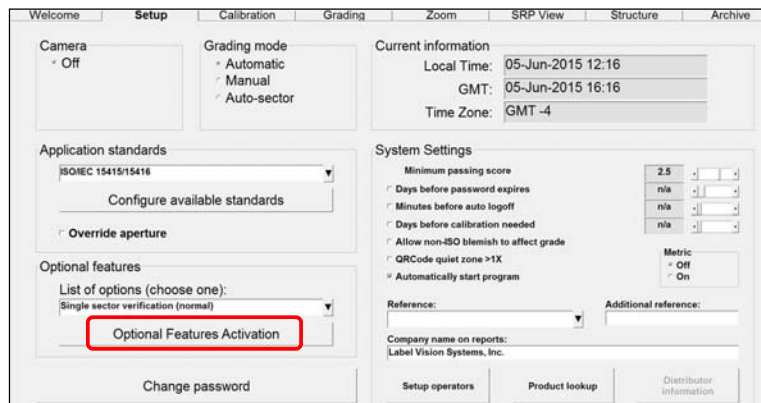 Welcome Setup Calibration Grading Zoom SRP View Structure Archive
Camera
Off
Grading mode
Automatic
Manual
Auto-sector
Current information
Local Time: 05-Jun-2015 12:16
GMT: 05-Jun-2015 16:16
Time Zone: GMT -4
Application standards
ISO/IEC 15415/15416
Configure available standards
Override aperture
Optional features
List of options (choose one):
Single sector verification (normal)
Optional Features Activation
Change password
System Settings
Minimum passing score 2.5
Days before password expires n/a
Minutes before auto logoff n/a
Days before calibration needed n/a
Allow non-ISO blemish to affect grade
QRCode quiet zone >1X
Automatically start program
Metric
Off
On
Reference:
Additional reference:
Company name on reports:
Label Vision Systems, Inc.
Setup operators
Product lookup
Distributor
information